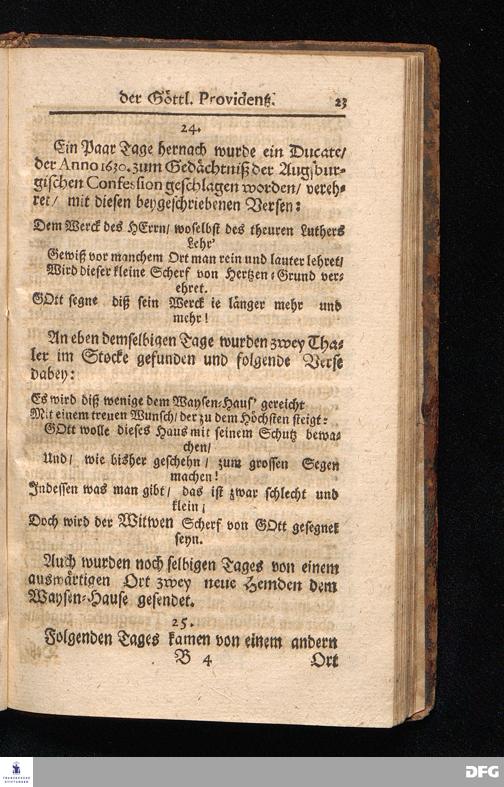 der Göttl. Providentz. 23
24.
Ein Paar Tage hernach wurde ein Ducate/
der Anno 1630. zum Gedächtniß der Augspur-
gischen Confession geschlagen worden/ vereh-
ret/ mit diesen beygeschriebenen Versen:
Dem Werck des HErrn/ woselbst des theuren Luthers
Lehr'
Gewiß vor manchem Ort man rein und lauter lehret/
Wird dieser kleine Scherf von Hertzen-Grund ver-
ehret.
GOtt segne diß sein Werck ie länger mehr und
mehr!
An eben demselbigen Tage wurden zwey Tha-
ler im Stocke gefunden und folgende Verse
dabey:
Es wird diß wenige dem Waysen-Haus' gereicht
Mit einem treuen Wunsch/ der zu dem Höchsten steigt:
GOtt wolle dieses Haus mit seinem Schutz bewa-
chen/
Und/ wie bisher geschehn/ zum grossen Segen
machen!
Indessen was man gibt/ das ist zwar schlecht und
klein;
Doch wird der Witwen Scherf von GOtt gesegnet
seyn.
Auch wurden noch selbigen Tages von einem
auswärtigen Ort zwey neue Hemden dem
Waysen-Hause gesendet.
25.
Folgenden Tages kamen von einem andern
B 4 Ort
FRANCKESCHE
STIFTUNGEN
DFG